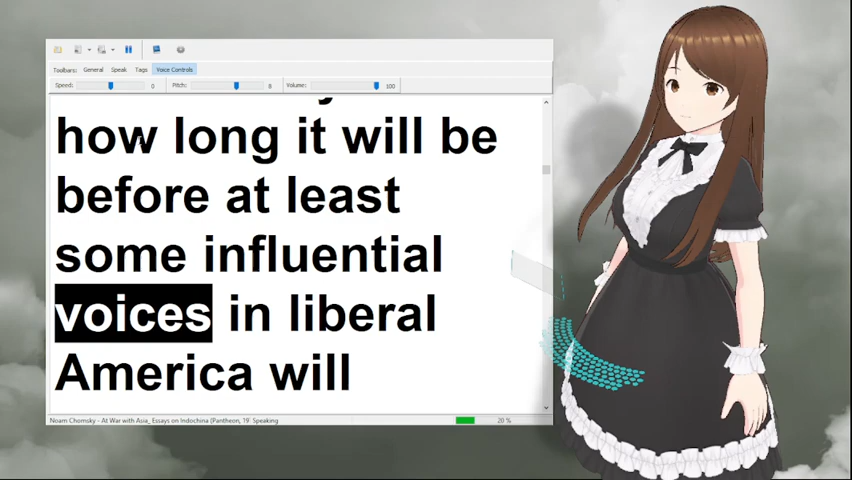 Toolbars: General Speak Tags Voice Controls
Speed: 0 Pitch: 8 Volume: 100
how long it will be
before at least
some influential
voices in liberal
America will
Noam Chomsky - At War with Asia_ Essays on Indochina (Pantheon, 19 Speaking 20 %